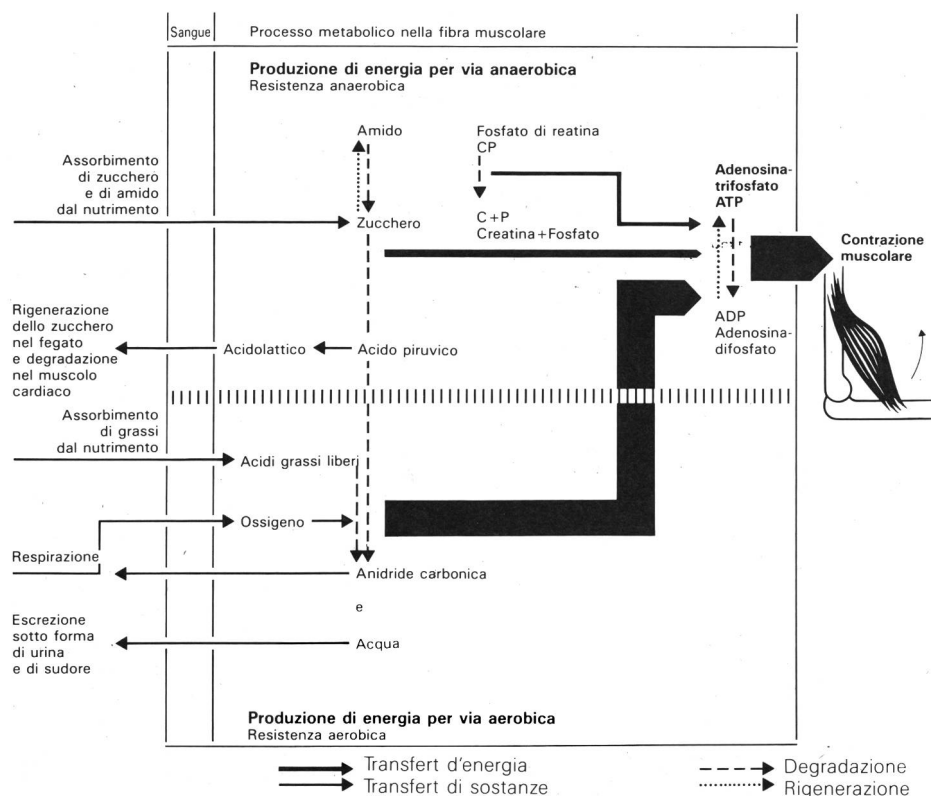 Sangue
Processo metabolico nella fibra muscolare
Produzione di energia per via anaerobica
Resistenza anaerobica
Amido
Fosfato di reatina
CP
Assorbimento
di zucchero
e di amido
dal nutrimento
Adenosina-
trifosfato
ATP
Zucchero
C+P
Creatina+Fosfato
Contrazione
muscolare
Rigenerazione
dello zucchero
nel fegato
e degradazione
nel muscolo
cardiaco
Acidolattico
Acido piruvico
ADP
Adenosina-
difosfato
Assorbimento
di grassi
dal nutrimento
Acidi grassi liberi
Ossigeno
Respirazione
Anidride carbonica
e
Escrezione
sotto forma
di urina
e di sudore
Acqua
Produzione di energia per via aerobica
Resistenza aerobica
Transfert d'energia
Transfert di sostanze
Degradazione
Rigenerazione